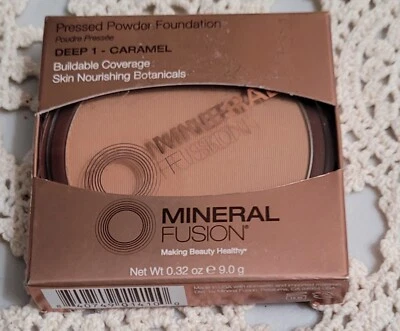 Pressed Powder Foundation
Poudre Pressée
DEEP 1 - CARAMEL
Buildable Coverage
Skin Nourishing Botanicals
MINERAL
FUSION
MINERAL
FUSION®
Making Beauty Healthy™
Net Wt 0.32 oz ℮ 9.0 g